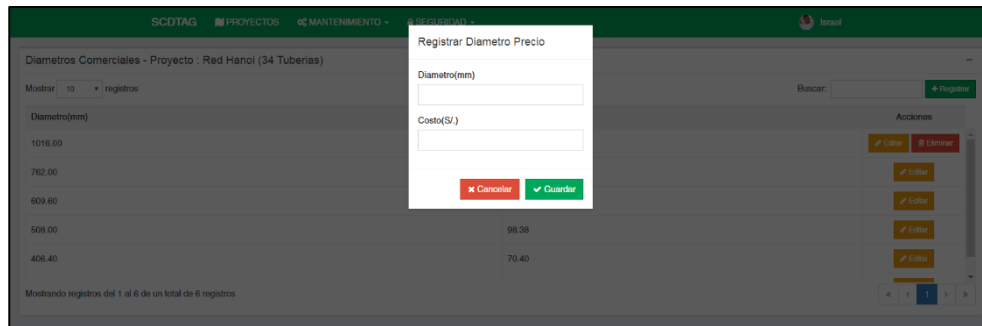 SCDTAG PROYECTOS MANTENIMIENTO SEGURIDAD Israel
Registrar Diametro Precio
Diametros Comerciales - Proyecto : Red Hanoi (34 Tuberias)
Mostrar 10 registros Buscar: Registrar
Diametro(mm)
Costo(S/.)
Cancelar Guardar
Diametro(mm) Acciones
1016.00 Editar Eliminar
762.00 Editar
609.60 Editar
508.00 98.38 Editar
406.40 70.40 Editar
Mostrando registros del 1 al 6 de un total de 6 registros « ‹ 1 › »